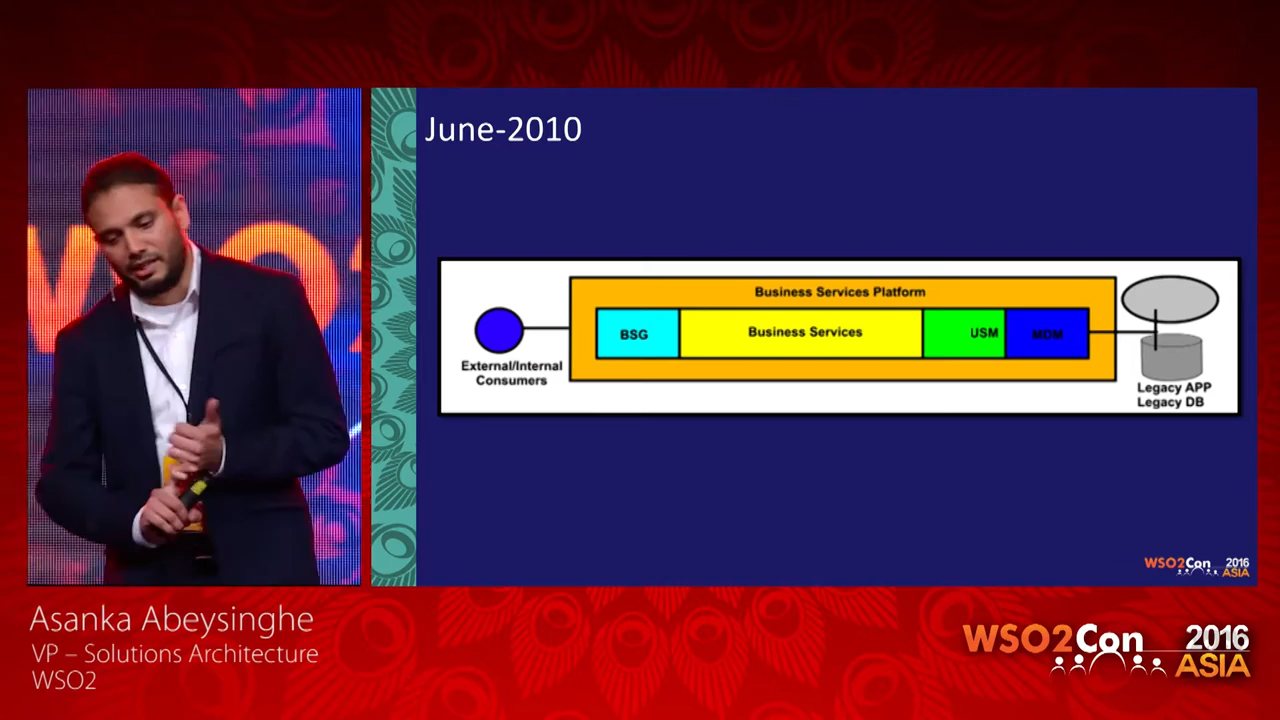 June-2010
Business Services Platform
BSG
Business Services
USM
MDM
External/Internal
Consumers
Legacy APP
Legacy DB
WSO2Con 2016
ASIA
Asanka Abeysinghe
VP – Solutions Architecture
WSO2
WSO2Con 2016
ASIA